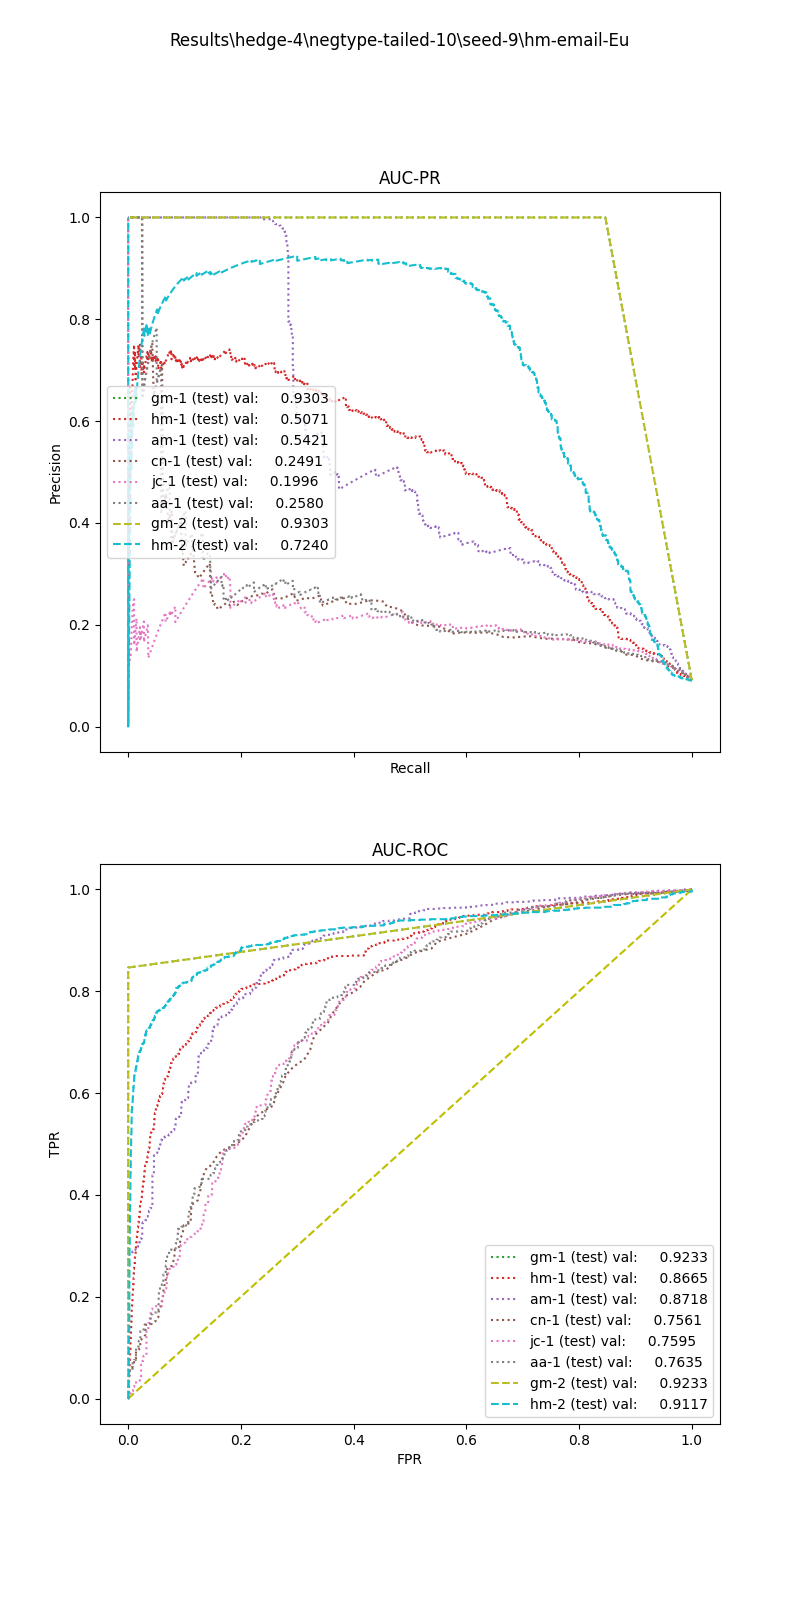 Results\hedge-4\negtype-tailed-10\seed-9\hm-email-Eu
AUC-PR
1.0
0.8
0.6
0.4
0.2
0.0
Precision
gm-1 (test) val: 0.9303
hm-1 (test) val: 0.5071
am-1 (test) val: 0.5421
cn-1 (test) val: 0.2491
jc-1 (test) val: 0.1996
aa-1 (test) val: 0.2580
gm-2 (test) val: 0.9303
hm-2 (test) val: 0.7240
Recall
AUC-ROC
1.0
0.8
0.6
0.4
0.2
0.0
TPR
gm-1 (test) val: 0.9233
hm-1 (test) val: 0.8665
am-1 (test) val: 0.8718
cn-1 (test) val: 0.7561
jc-1 (test) val: 0.7595
aa-1 (test) val: 0.7635
gm-2 (test) val: 0.9233
hm-2 (test) val: 0.9117
0.0 0.2 0.4 0.6 0.8 1.0
FPR